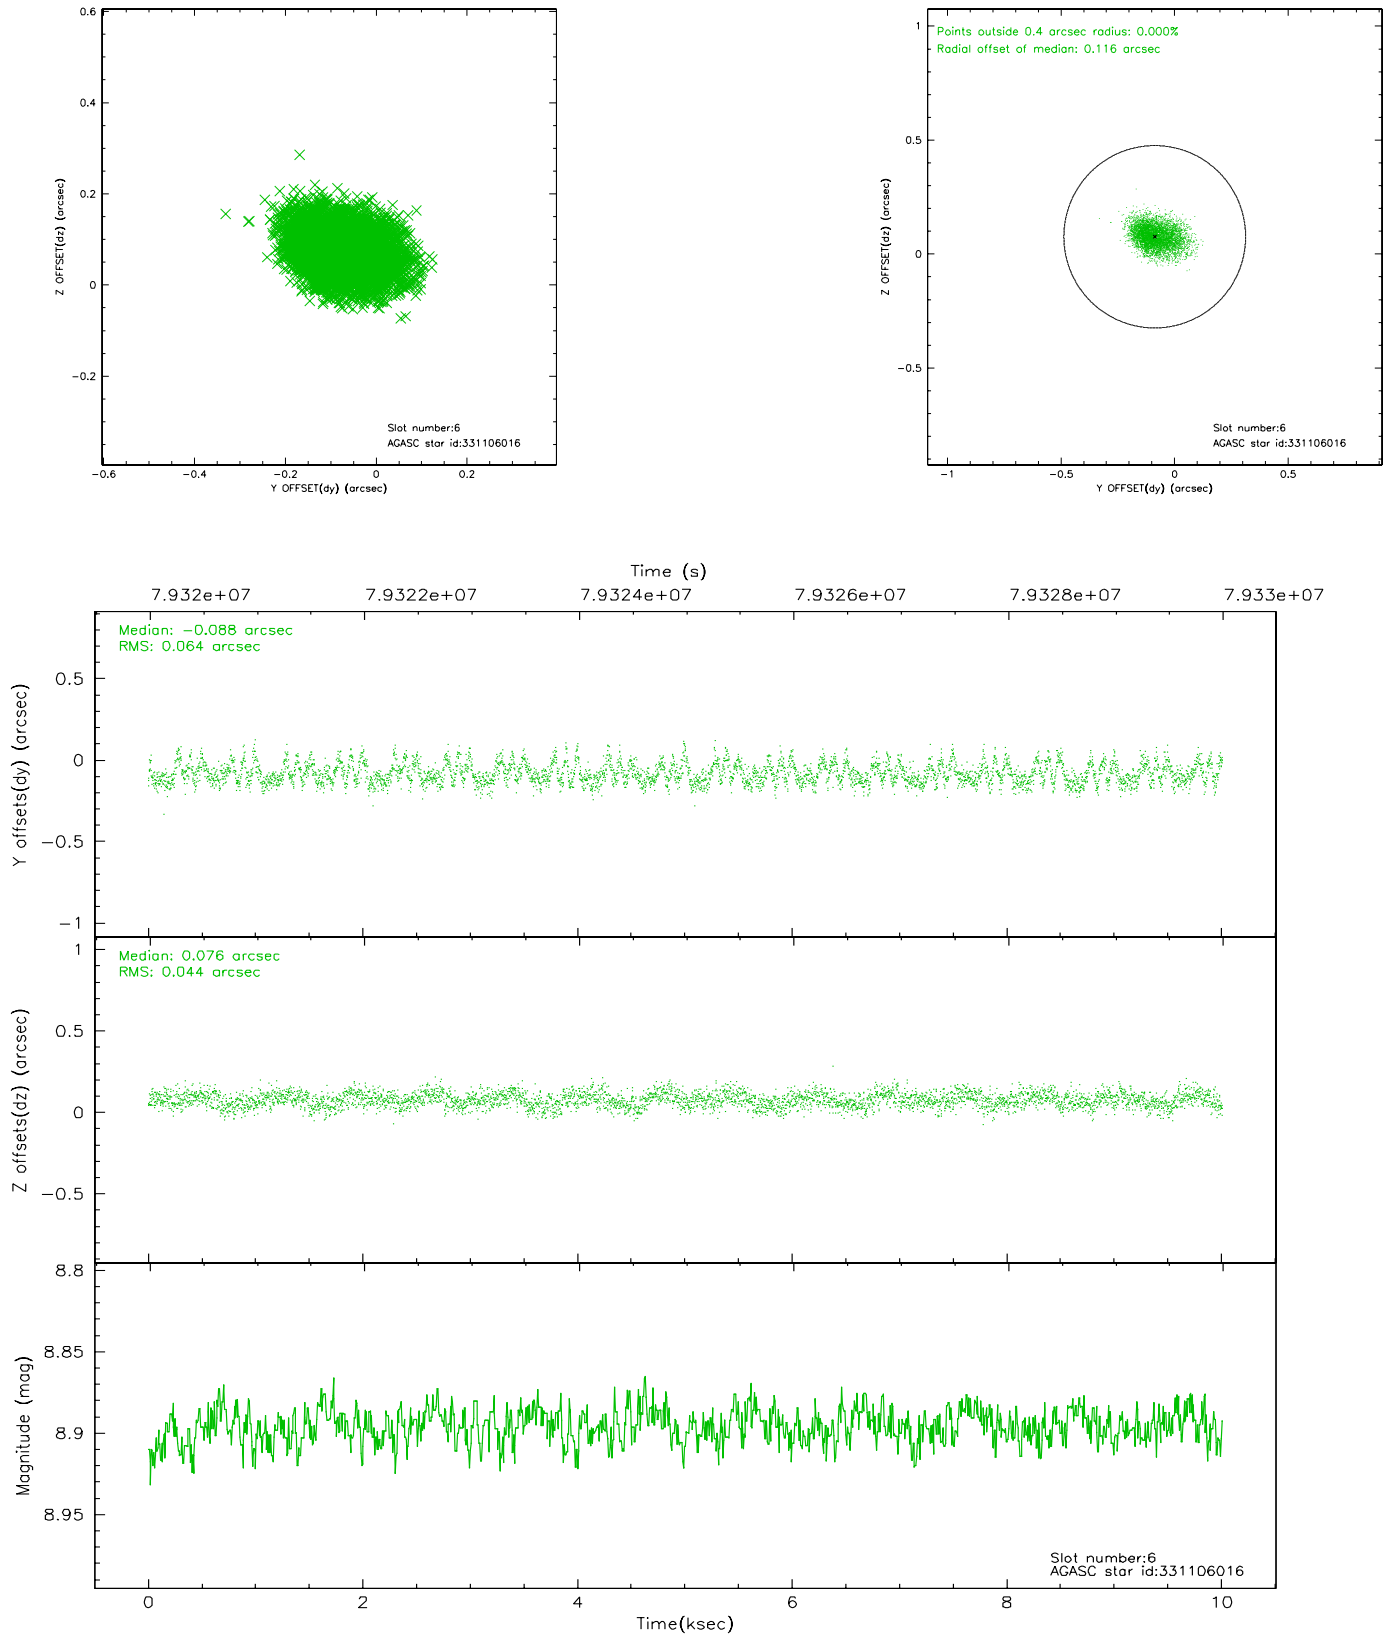 0.6
0.4
0.2
0
−0.2
−0.6
−0.4
−0.2
0
0.2
Z OFFSET(dz) (arcsec)
Y OFFSET(dy) (arcsec)
Slot number:6
AGASC star id:331106016
Points outside 0.4 arcsec radius: 0.000%
Radial offset of median: 0.116 arcsec
1
0.5
0
−0.5
−1
−0.5
0
0.5
Z OFFSET(dz) (arcsec)
Y OFFSET(dy) (arcsec)
Slot number:6
AGASC star id:331106016
Time (s)
7.932e+07
7.9322e+07
7.9324e+07
7.9326e+07
7.9328e+07
7.933e+07
Median: −0.088 arcsec
RMS: 0.064 arcsec
0.5
0
−0.5
−1
Y offsets(dy) (arcsec)
Median: 0.076 arcsec
RMS: 0.044 arcsec
1
0.5
0
−0.5
Z offsets(dz) (arcsec)
8.8
8.85
8.9
8.95
Magnitude (mag)
Slot number:6
AGASC star id:331106016
0
2
4
6
8
10
Time(ksec)